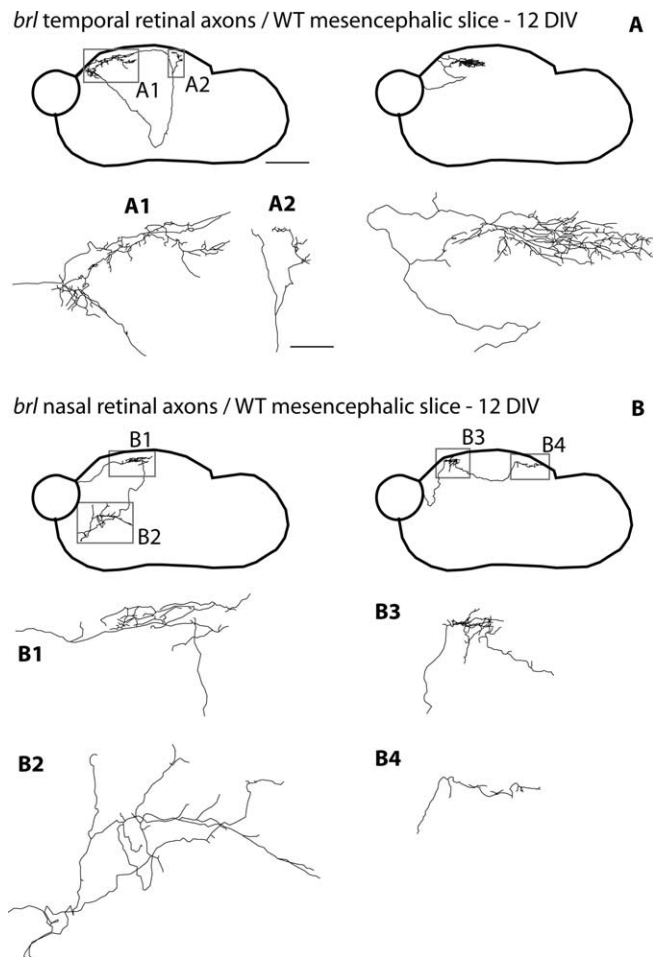 brl temporal retinal axons / WT mesencephalic slice - 12 DIV A
A1 A2
A1 A2
brl nasal retinal axons / WT mesencephalic slice - 12 DIV B
B1 B3 B4
B2
B1 B3
B2 B4